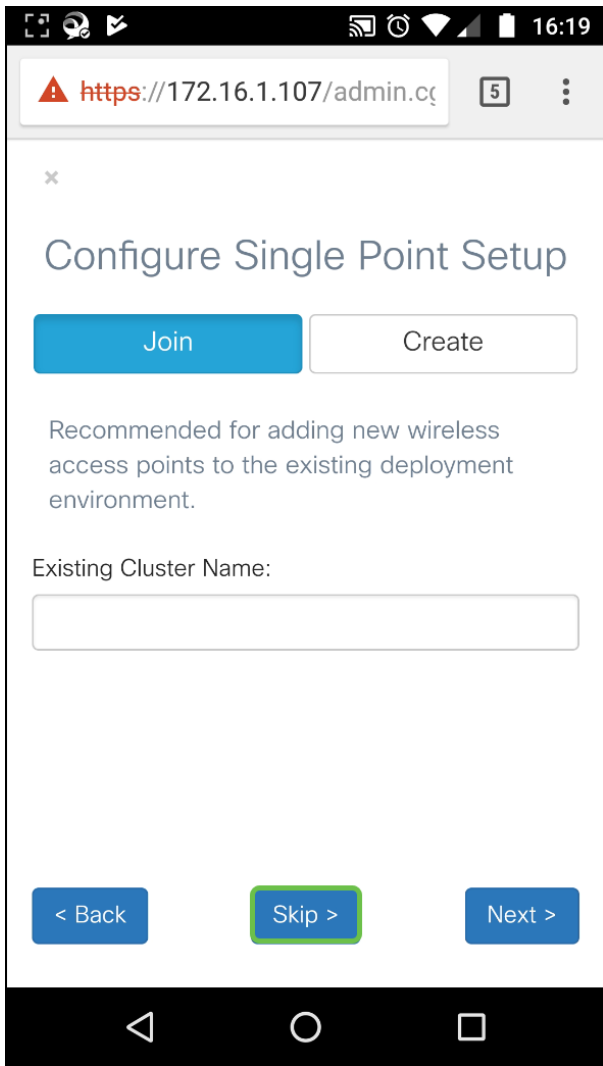 16:19
https://172.16.1.107/admin.cg
5
×
Configure Single Point Setup
Join
Create
Recommended for adding new wireless
access points to the existing deployment
environment.
Existing Cluster Name:
< Back
Skip >
Next >